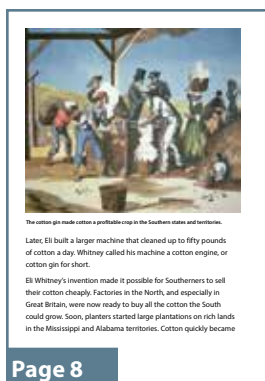 The cotton gin made cotton a profitable crop in the Southern states and territories.
Later, Eli built a larger machine that cleaned up to fifty pounds
of cotton a day. Whitney called his machine a cotton engine, or
cotton gin for short.
Eli Whitney's invention made it possible for Southerners to sell
their cotton cheaply. Factories in the North, and especially in
Great Britain, were now ready to buy all the cotton the South
could grow. Soon, planters started large plantations on rich lands
in the Mississippi and Alabama territories. Cotton quickly became
Page 8